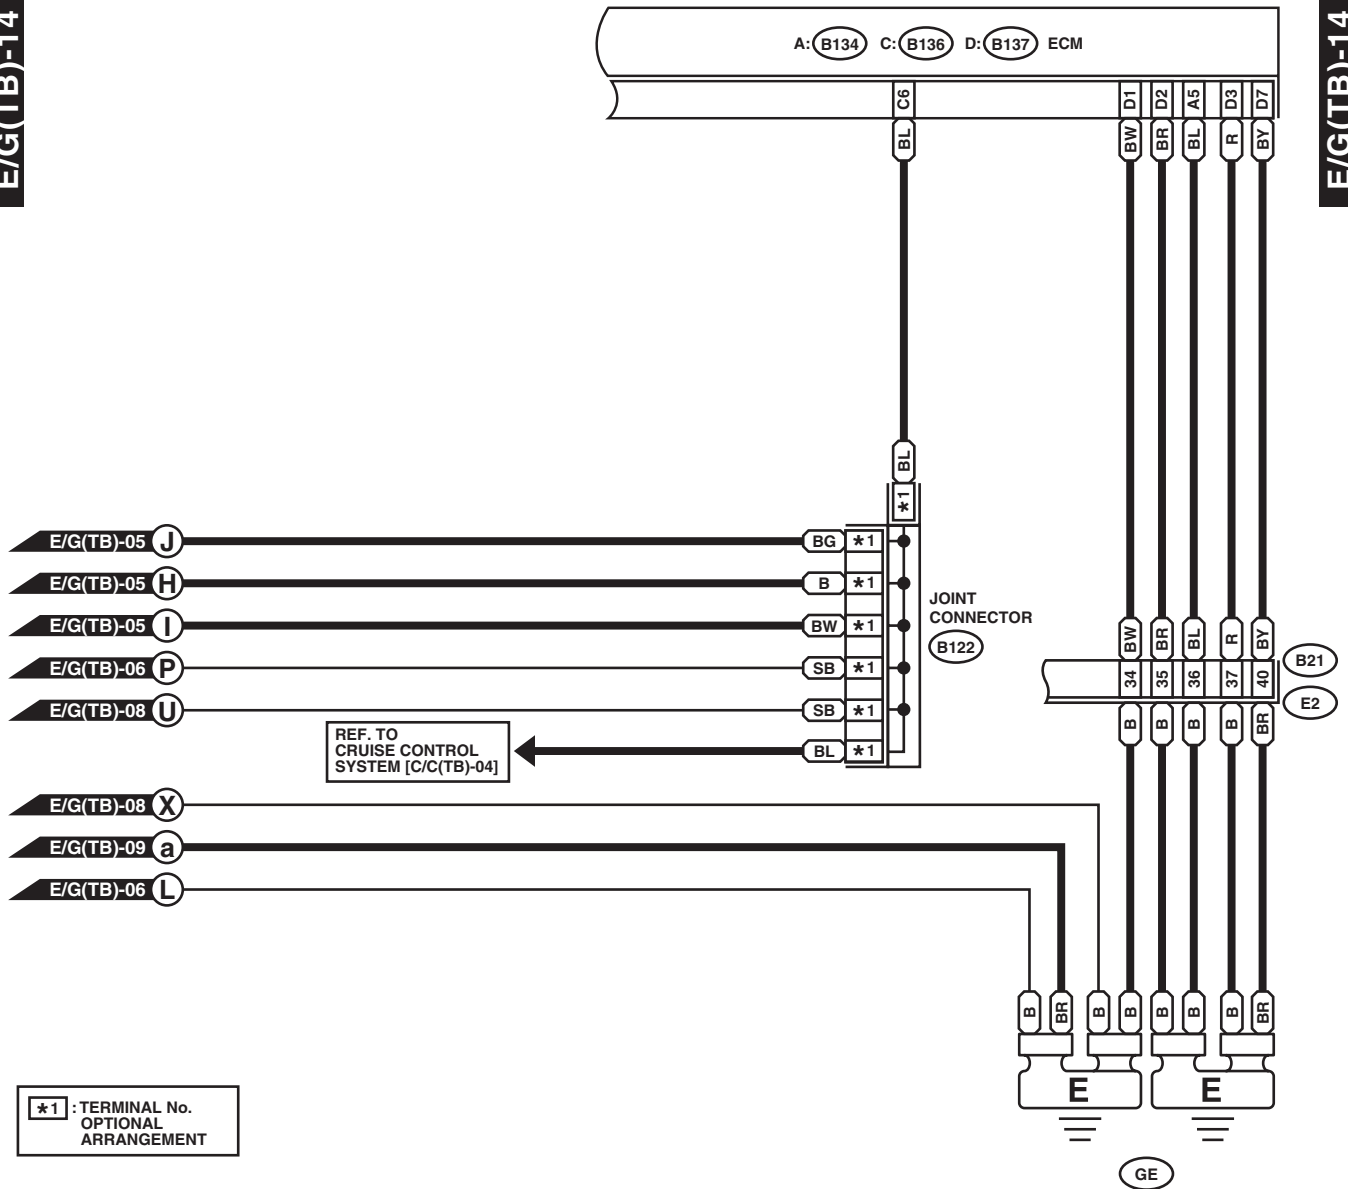 E/G(TB)-14
E/G(TB)-14
A: B134 C: B136 D: B137 ECM
C6 D1 D2 A5 D3 D7
BL BW BR BL R BY
BL
*1
E/G(TB)-05 J BG *1
E/G(TB)-05 H B *1
JOINT
CONNECTOR
B122
E/G(TB)-05 I BW *1
E/G(TB)-06 P SB *1
E/G(TB)-08 U SB *1
BW BR BL R BY
34 35 36 37 40
B21
E2
B B B B BR
REF. TO
CRUISE CONTROL
SYSTEM [C/C(TB)-04]
BL *1
E/G(TB)-08 X
E/G(TB)-09 a
E/G(TB)-06 L
B BR B B B B B BR
E E
GE
*1 : TERMINAL No.
OPTIONAL
ARRANGEMENT